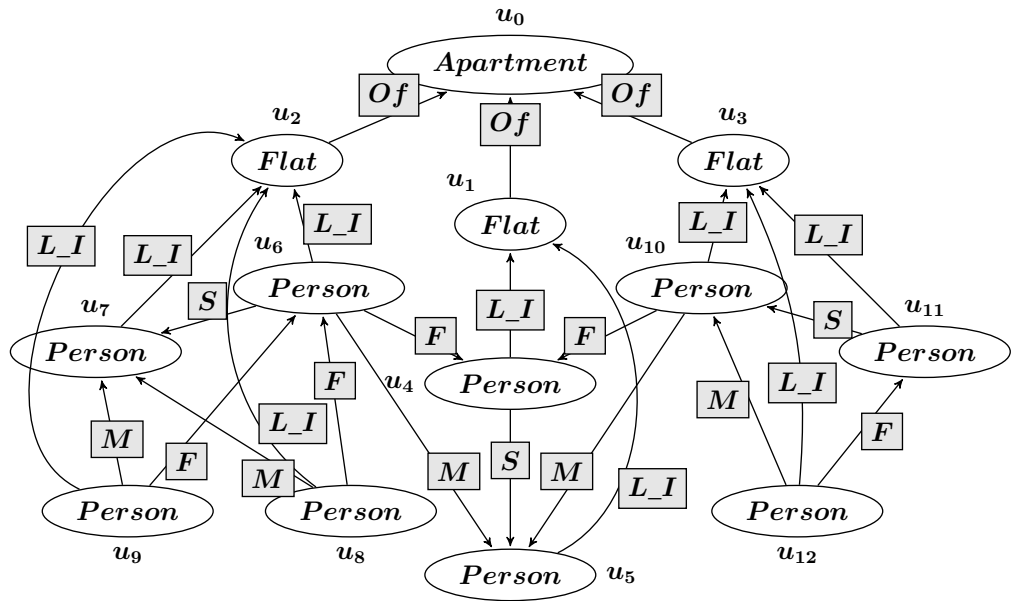 u₀
Apartment
Of Of Of
u₂ u₃
Flat Flat
u₁
Flat
L_I L_I L_I L_I L_I
u₆ u₁₀
Person Person
u₇ S L_I S u₁₁
F F
Person Person
Person
u₄
F L_I M L_I
M F M S M F
L_I L_I
Person Person Person
u₉ u₈ u₁₂
Person u₅